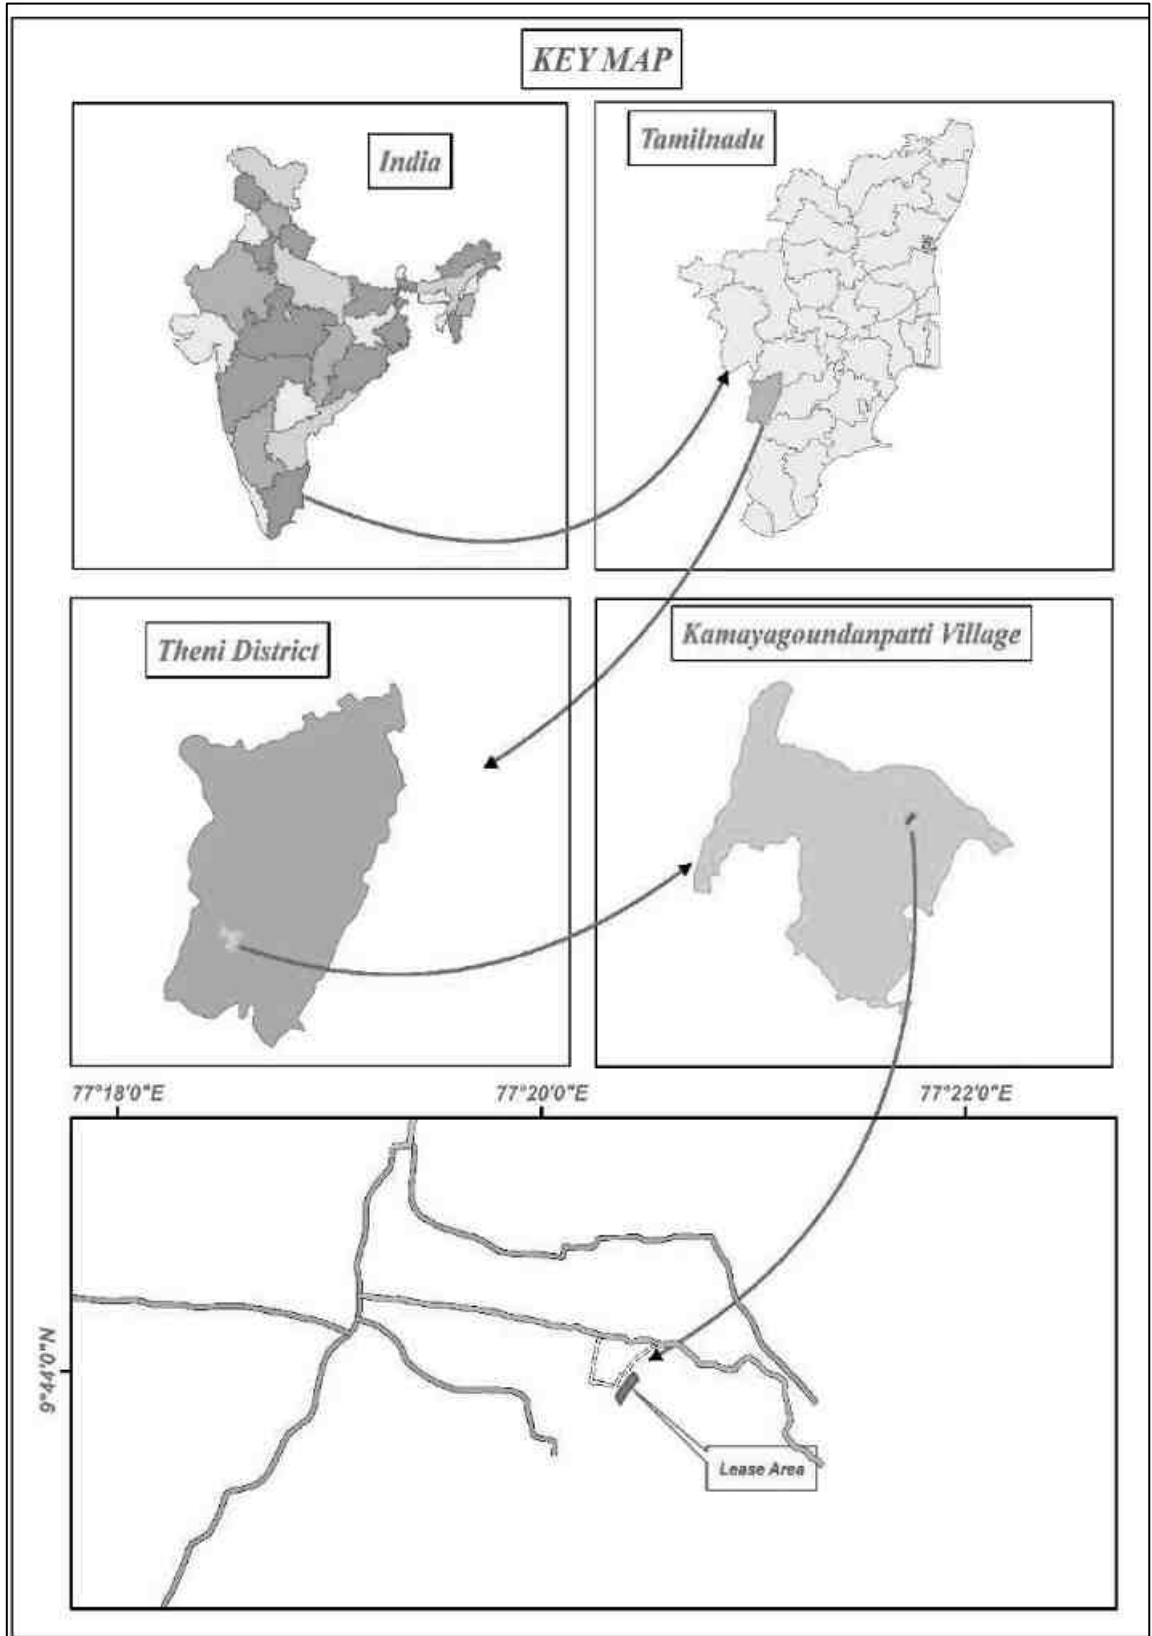 KEY MAP
India
Tamilnadu
Theni District
Kamayagoundanpatti Village
77°18'0"E
77°20'0"E
77°22'0"E
9°44'0"N
Lease Area